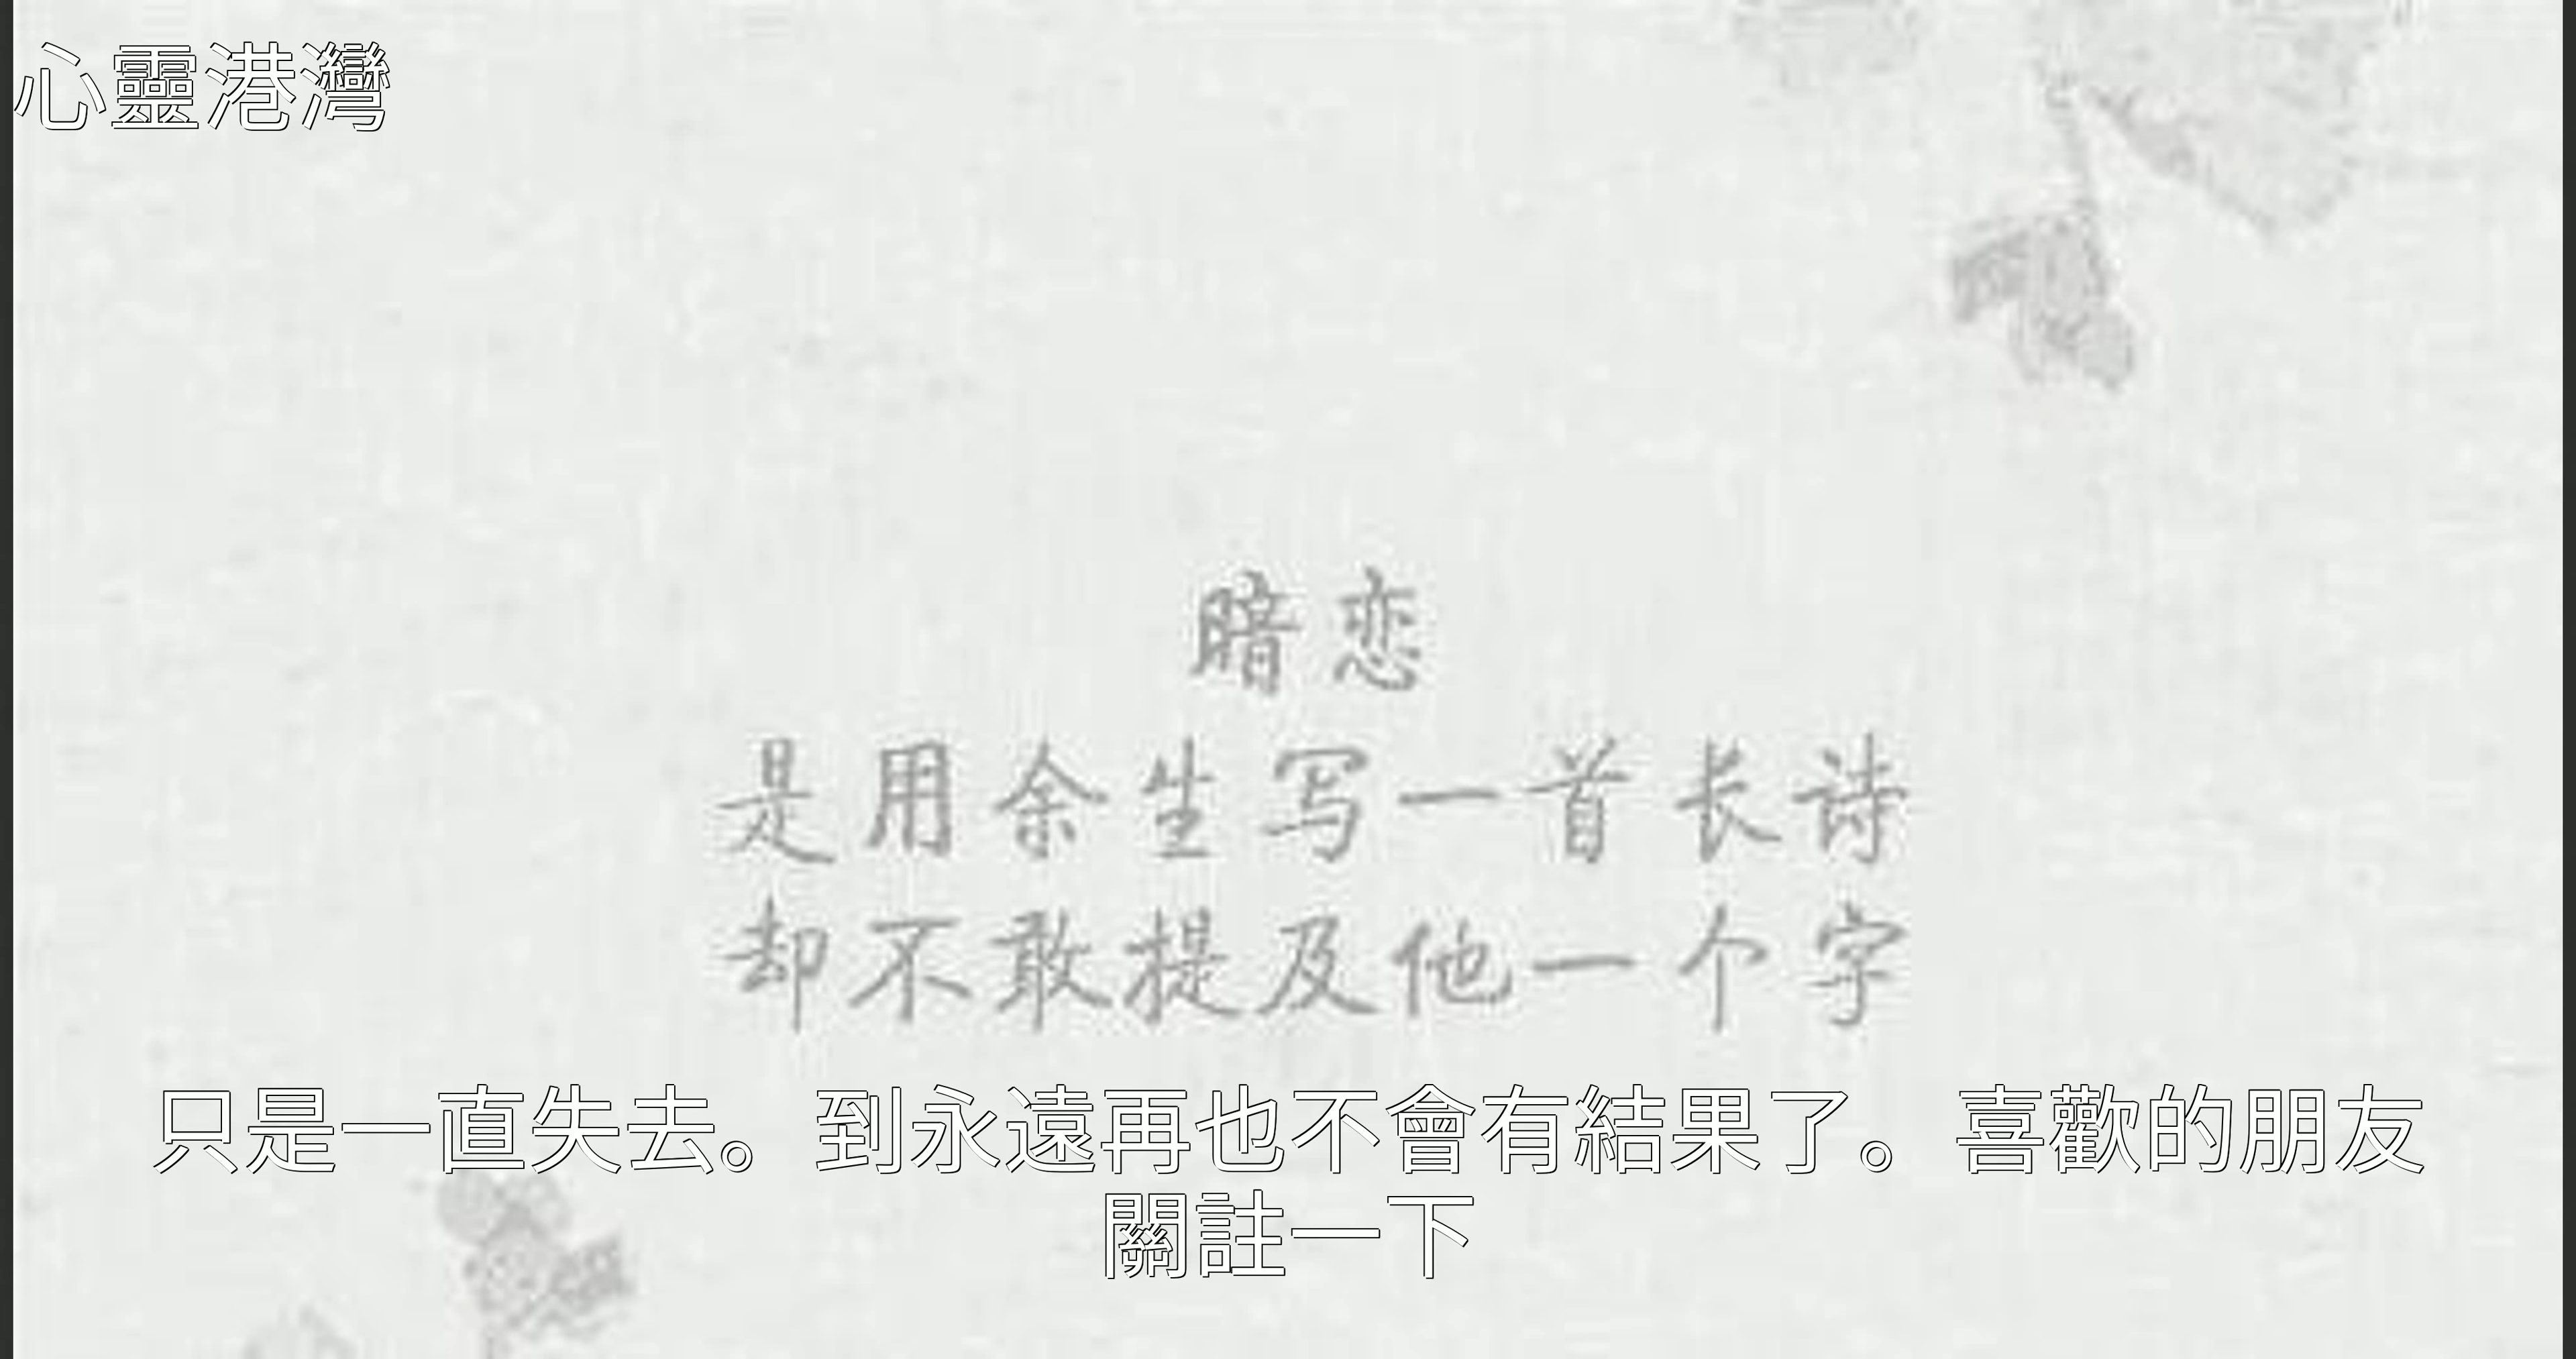 心靈港灣
暗恋
是用余生写一首长诗
却不敢提及他一个字
只是一直失去。到永遠再也不會有結果了。喜歡的朋友
關註一下